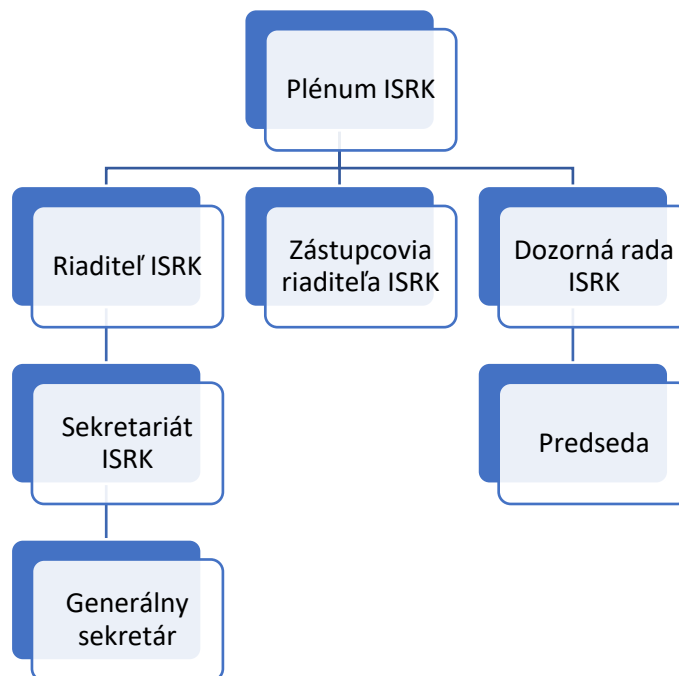 Plénum ISRK
Riaditeľ ISRK
Zástupcovia
riaditeľa ISRK
Dozorná rada
ISRK
Sekretariát
ISRK
Predseda
Generálny
sekretár